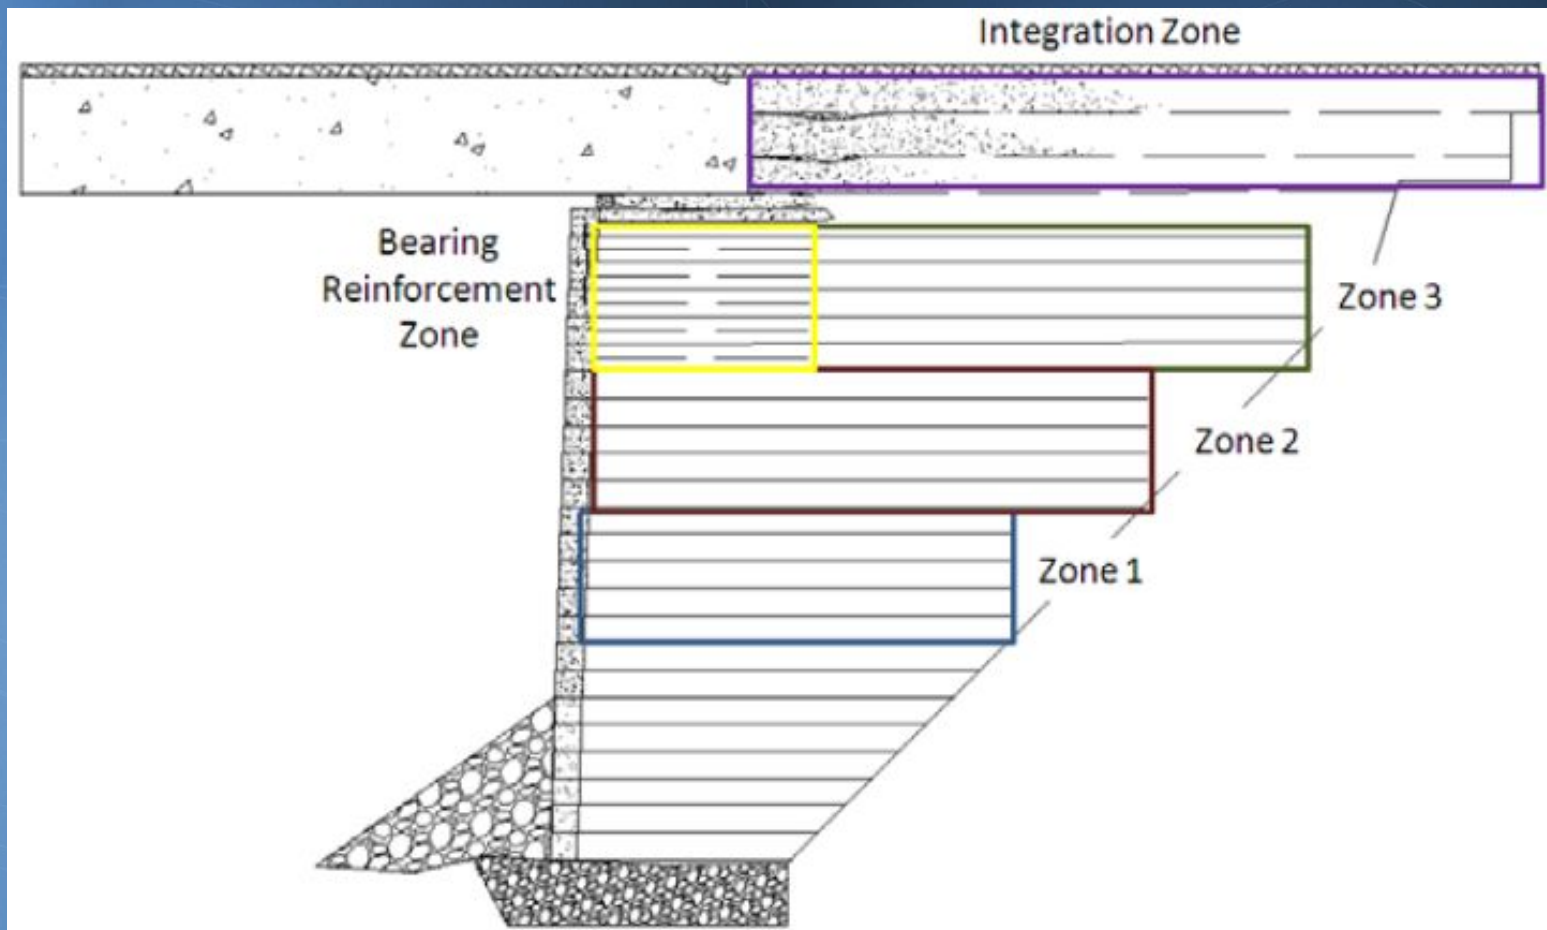 Integration Zone
Bearing
Reinforcement
Zone
Zone 3
Zone 2
Zone 1